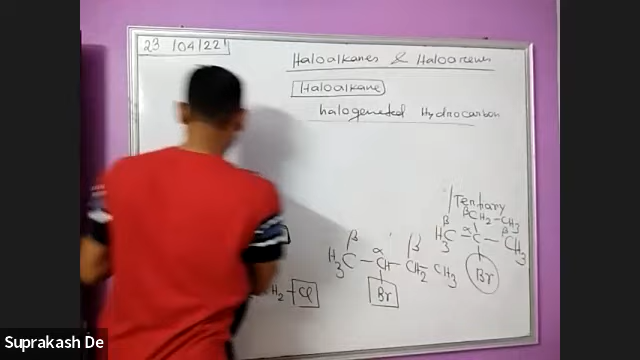 23/04/22
Haloalkanes & Haloarenes
Haloalkane
halogenated Hydrocarbon
Tertiary
β β CH2-CH3
H3C - α C - β CH3
Br
β α β
H3C - CH - CH2 - CH3
Br
H2 - Cl
Suprakash De